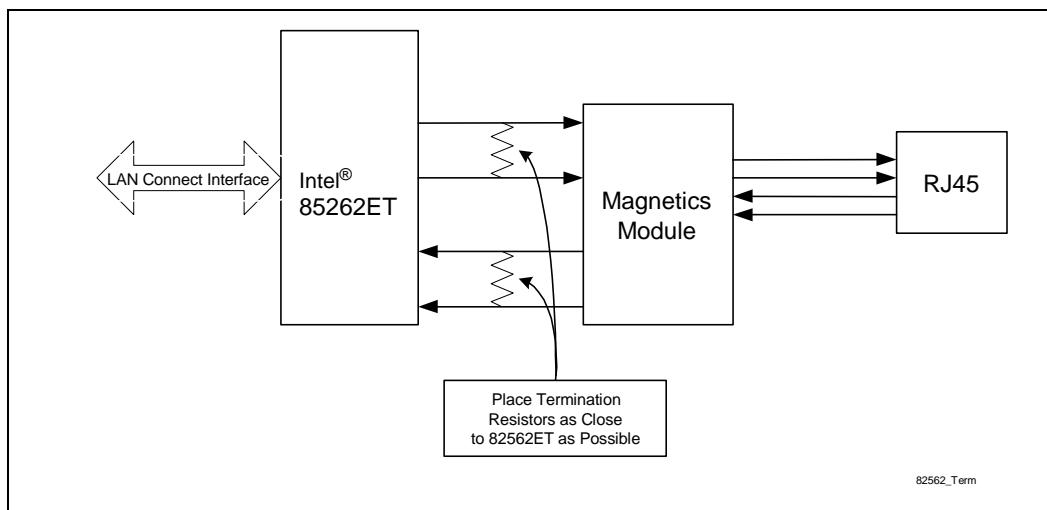 LAN Connect Interface
Intel®
85262ET
Magnetics
Module
RJ45
Place Termination
Resistors as Close
to 82562ET as Possible
82562_Term